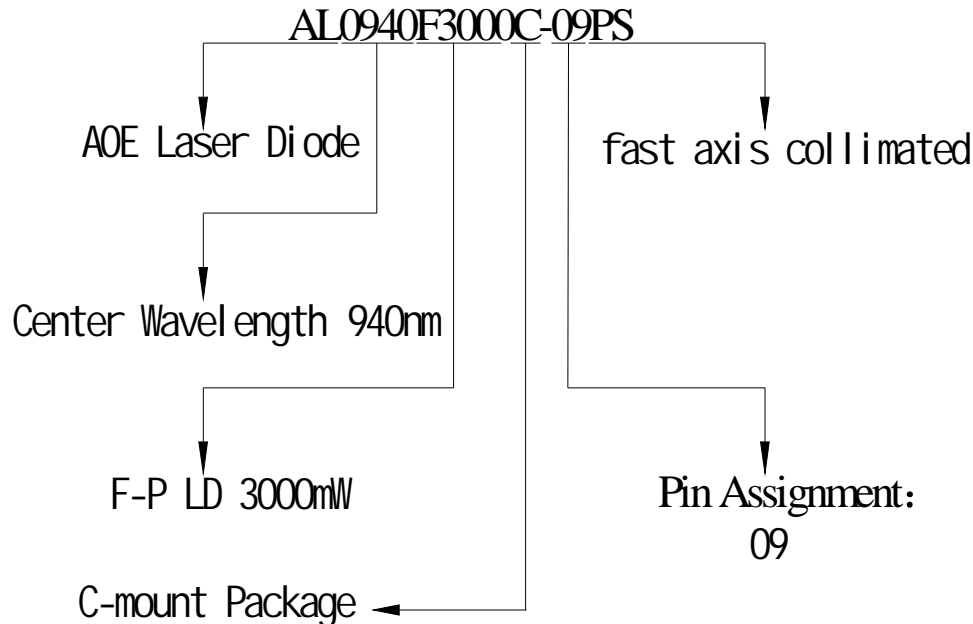 AL0940F3000C-09PS
AOE Laser Diode
fast axis collimated
Center Wavelength 940nm
F-P LD 3000mW
Pin Assignment：
09
C-mount Package